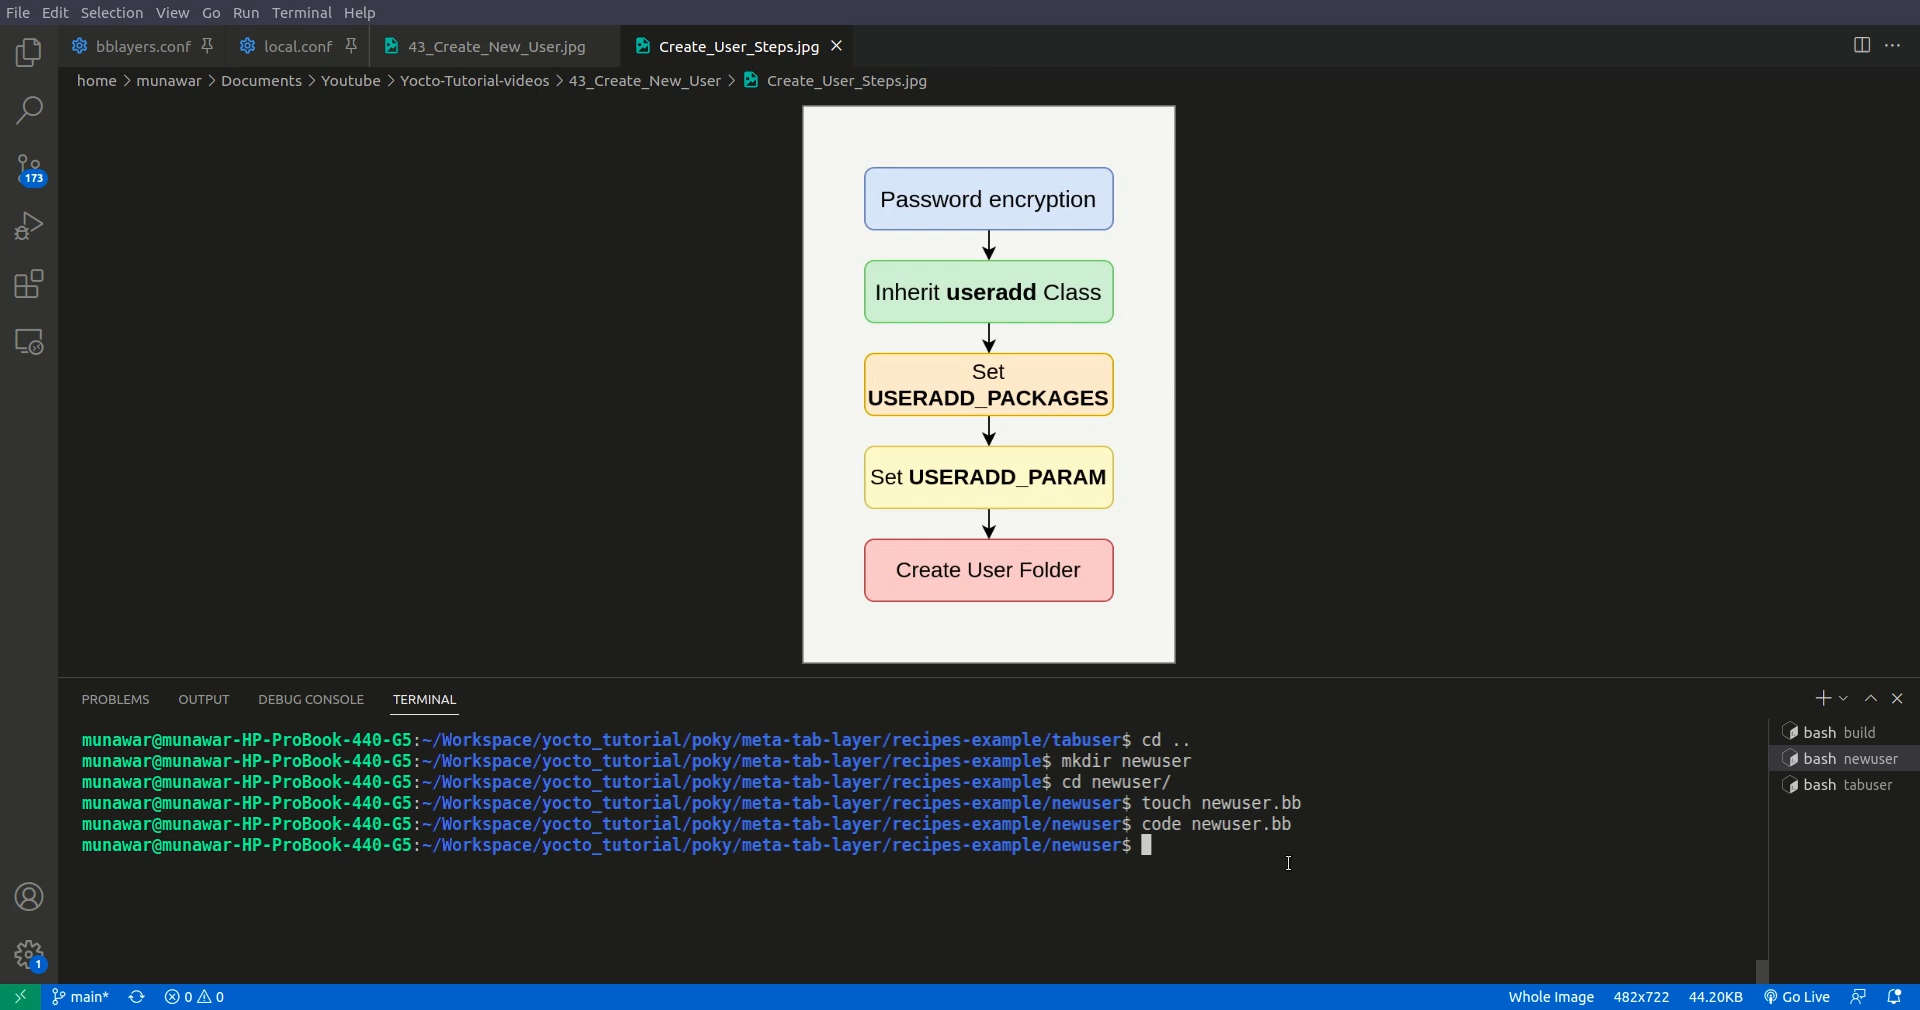 File Edit Selection View Go Run Terminal Help
bblayers.conf local.conf 43_Create_New_User.jpg Create_User_Steps.jpg
home > munawar > Documents > Youtube > Yocto-Tutorial-videos > 43_Create_New_User > Create_User_Steps.jpg
173
Password encryption
Inherit useradd Class
Set
USERADD_PACKAGES
Set USERADD_PARAM
Create User Folder
PROBLEMS OUTPUT DEBUG CONSOLE TERMINAL
munawar@munawar-HP-ProBook-440-G5:~/Workspace/yocto_tutorial/poky/meta-tab-layer/recipes-example/tabuser$ cd ..
munawar@munawar-HP-ProBook-440-G5:~/Workspace/yocto_tutorial/poky/meta-tab-layer/recipes-example$ mkdir newuser
munawar@munawar-HP-ProBook-440-G5:~/Workspace/yocto_tutorial/poky/meta-tab-layer/recipes-example$ cd newuser/
munawar@munawar-HP-ProBook-440-G5:~/Workspace/yocto_tutorial/poky/meta-tab-layer/recipes-example/newuser$ touch newuser.bb
munawar@munawar-HP-ProBook-440-G5:~/Workspace/yocto_tutorial/poky/meta-tab-layer/recipes-example/newuser$ code newuser.bb
munawar@munawar-HP-ProBook-440-G5:~/Workspace/yocto_tutorial/poky/meta-tab-layer/recipes-example/newuser$
bash build
bash newuser
bash tabuser
1
main* 0 0 Whole Image 482x722 44.20KB Go Live